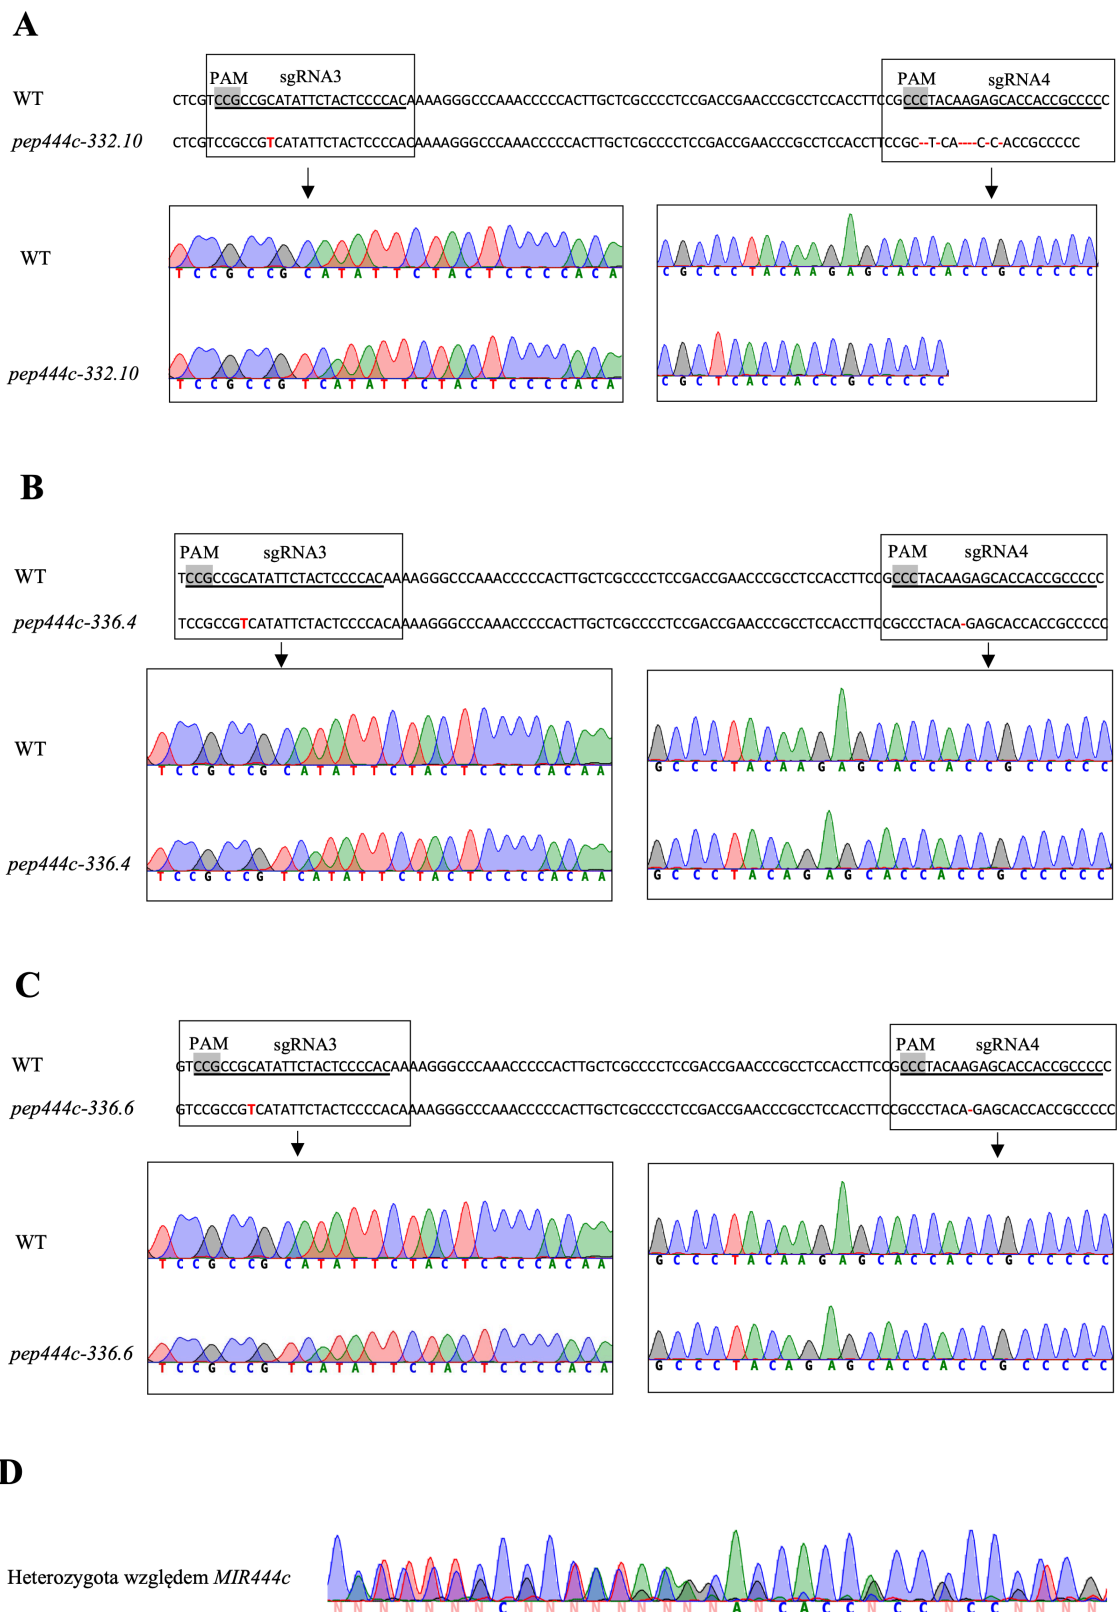 A
PAM sgRNA3 PAM sgRNA4
WT CTCGTCCGCCGCATATTCTACTCCCCACAAAAGGGCCCAAACCCCCACTTGCTCGCCCCTCCGACCGAACCCGCCTCCACCTTCCGCCCTACAAGAGCACCACCGCCCCC
pep444c-332.10 CTCGTCCGCCGTCATATTCTACTCCCCACAAAAGGGCCCAAACCCCCACTTGCTCGCCCCTCCGACCGAACCCGCCTCCACCTTCCGC--T-CA----C-C-ACCGCCCCC
WT
T C C G C C G C A T A T T C T A C T C C C C A C A
C G C C C T A C A A G A G C A C C A C C G C C C C C
pep444c-332.10
T C C G C C G T C A T A T T C T A C T C C C C A C A
C G C T C A C C A C C G C C C C C
B
PAM sgRNA3 PAM sgRNA4
WT TCCGCCGCATATTCTACTCCCCACAAAAGGGCCCAAACCCCCACTTGCTCGCCCCTCCGACCGAACCCGCCTCCACCTTCCGCCCTACAAGAGCACCACCGCCCCC
pep444c-336.4 TCCGCCGTCATATTCTACTCCCCACAAAAGGGCCCAAACCCCCACTTGCTCGCCCCTCCGACCGAACCCGCCTCCACCTTCCGCCCTACA-GAGCACCACCGCCCCC
WT
T C C G C C G C A T A T T C T A C T C C C C A C A A
G C C C T A C A A G A G C A C C A C C G C C C C C
pep444c-336.4
T C C G C C G T C A T A T T C T A C T C C C C A C A A
G C C C T A C A G A G C A C C A C C G C C C C C
C
PAM sgRNA3 PAM sgRNA4
WT GTCCGCCGCATATTCTACTCCCCACAAAAGGGCCCAAACCCCCACTTGCTCGCCCCTCCGACCGAACCCGCCTCCACCTTCCGCCCTACAAGAGCACCACCGCCCCC
pep444c-336.6 GTCCGCCGTCATATTCTACTCCCCACAAAAGGGCCCAAACCCCCACTTGCTCGCCCCTCCGACCGAACCCGCCTCCACCTTCCGCCCTACA-GAGCACCACCGCCCCC
WT
T C C G C C G C A T A T T C T A C T C C C C A C A A
G C C C T A C A A G A G C A C C A C C G C C C C C
pep444c-336.6
T C C G C C G T C A T A T T C T A C T C C C C A C A
G C C C T A C A G A G C A C C A C C G C C C C C
D
Heterozygota względem MIR444c
N N N N N N N C N N N N N N N N N A N C A C C N C C N C C N N N N